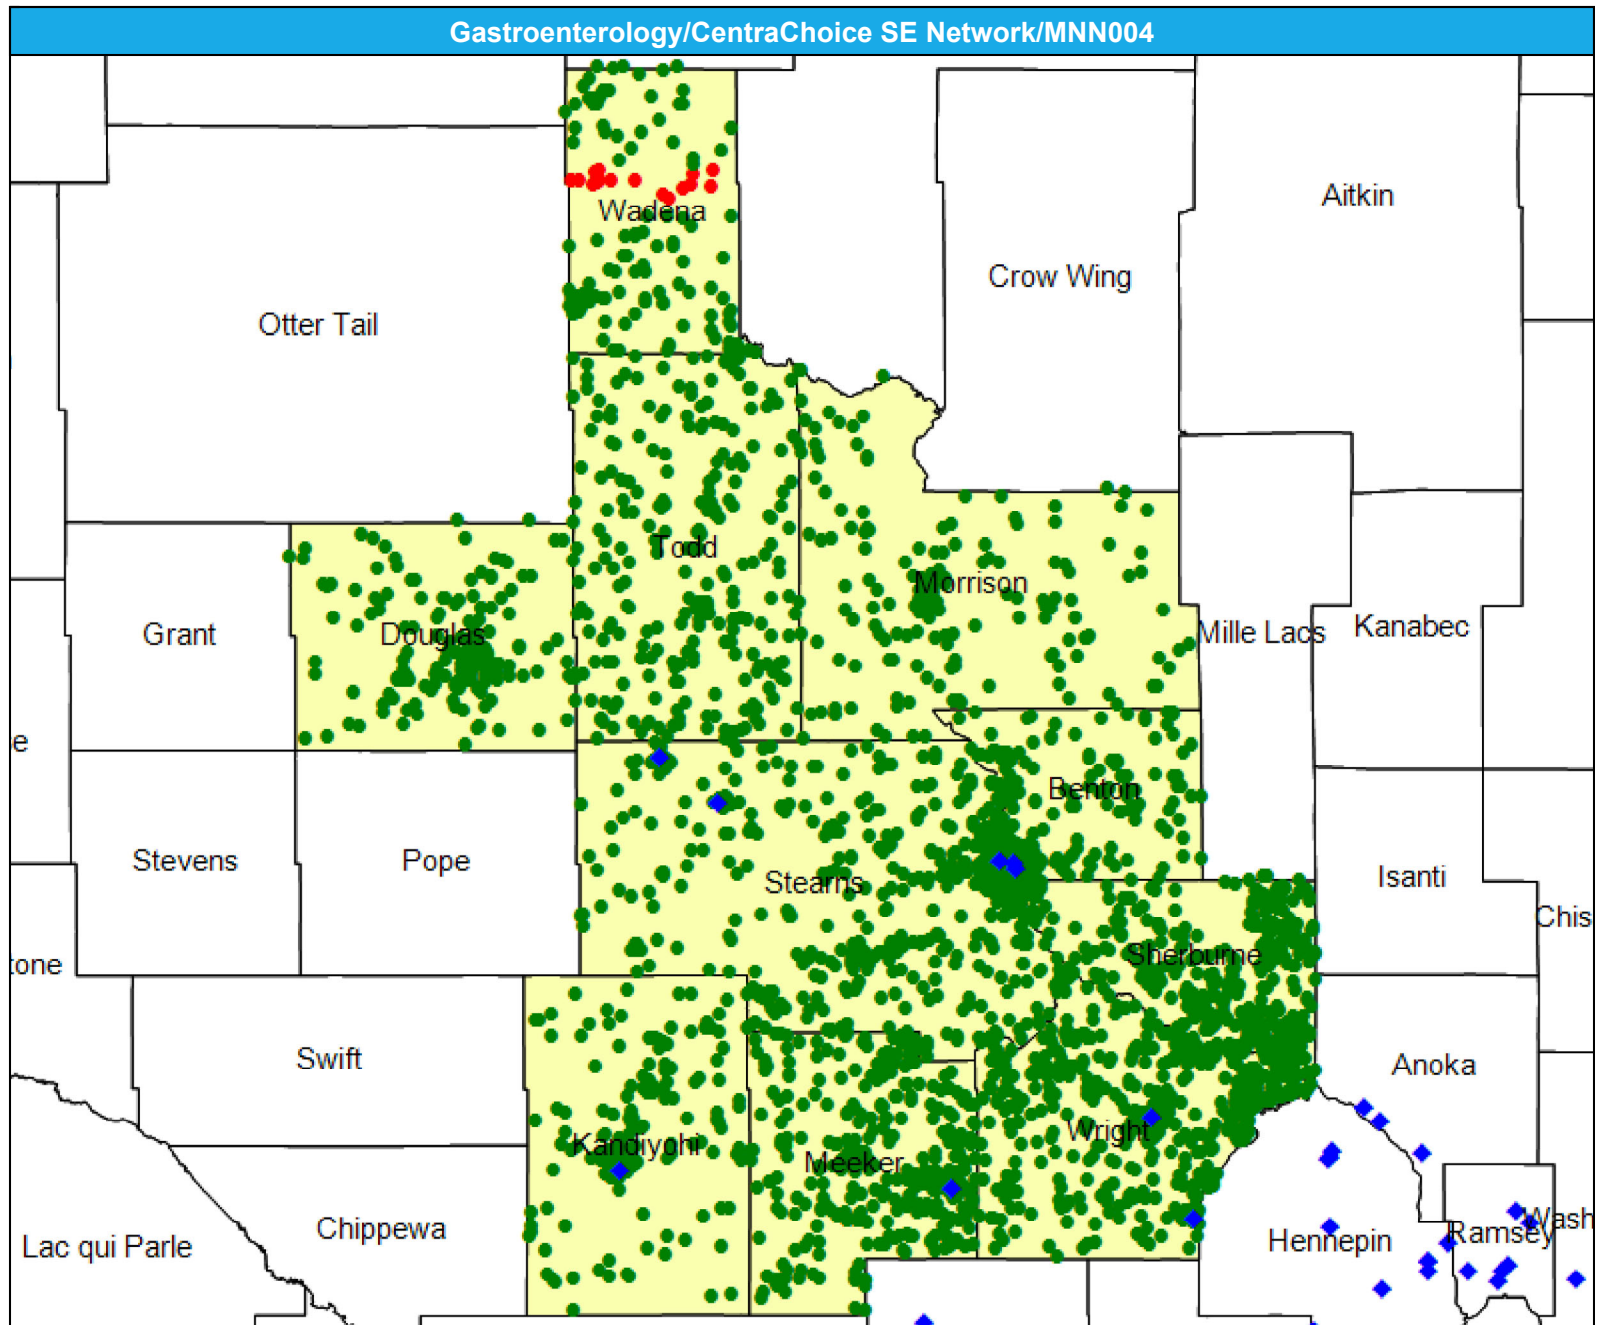 Gastroenterology/CentraChoice SE Network/MNN004
Aitkin
Wadena
Crow Wing
Otter Tail
Todd
Morrison
Grant
Douglas
Mille Lacs
Kanabec
e
Benton
Stevens
Pope
Stearns
Isanti
Chis
Sherburne
tone
Swift
Anoka
Kandiyohi
Wright
Meeker
Lac qui Parle
Chippewa
Hennepin
Ramsey
Wash